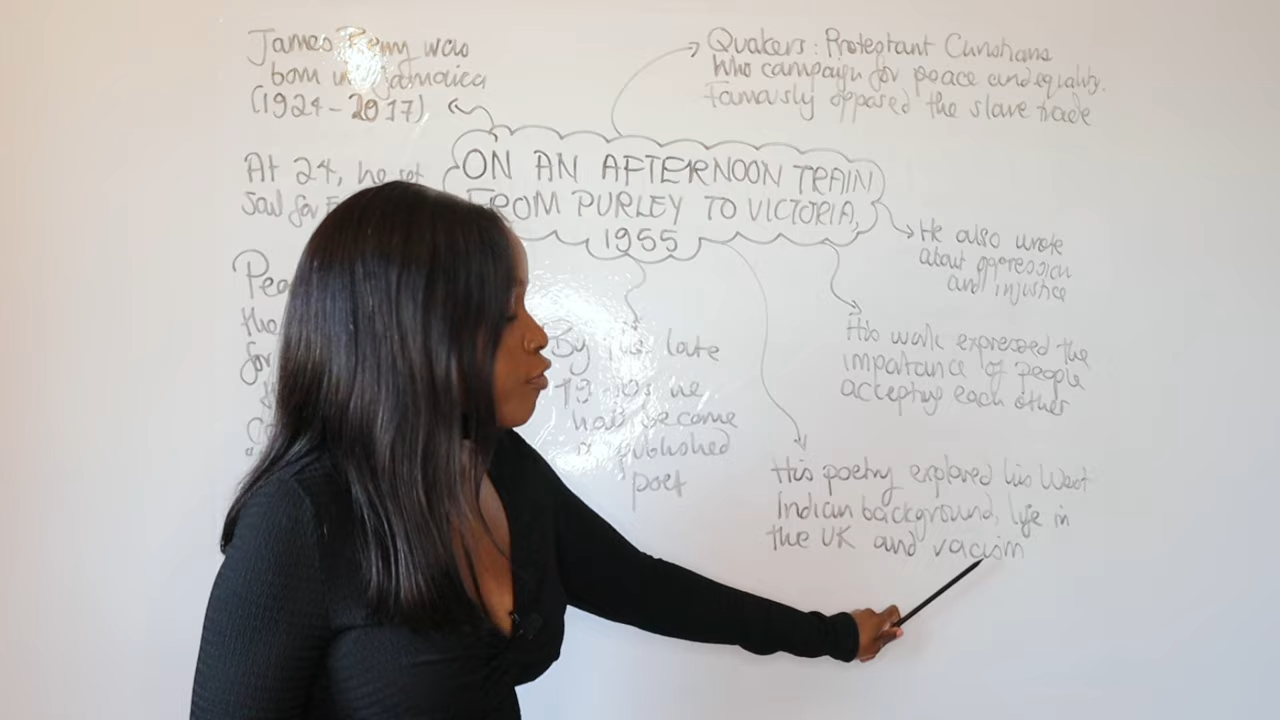 James Berry was
born in Jamaica
(1924-2017)
Quakers: Protestant Christians
who campaign for peace and equality.
Famously opposed the slave trade
At 24, he set
sail for
ON AN AFTERNOON TRAIN
FROM PURLEY TO VICTORIA,
1955
He also wrote
about oppression
and injustice
His work expressed the
importance of people
accepting each other
By his late
he
had become
a published
poet
His poetry explored his West
Indian background, life in
the UK and racism